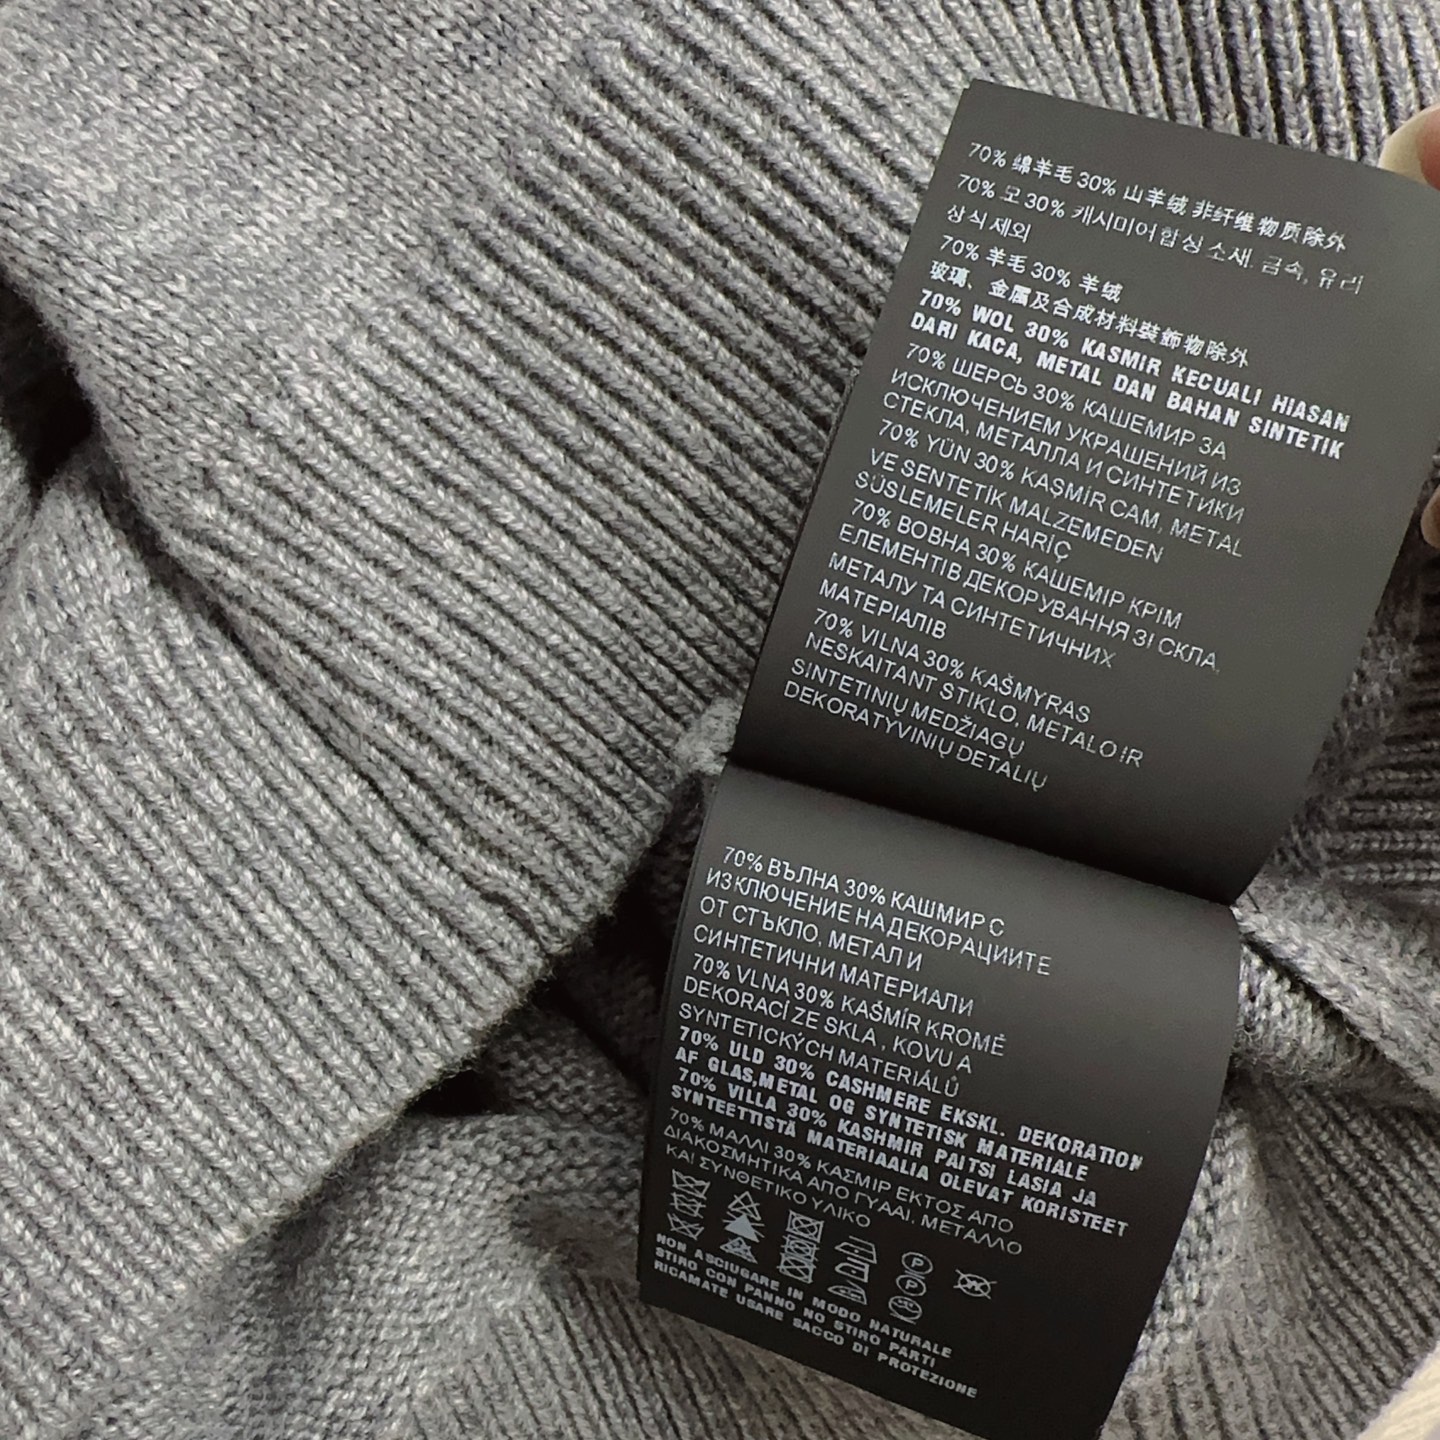 70% 绵羊毛 30% 山羊绒 非纤维物质除外
70% 모 30% 캐시미어합성 소재. 금속, 유리
상식 제외
70% 羊毛 30% 羊绒
玻璃、金属及合成材料裝飾物除外
70% WOL 30% KASMIR KECUALI HIASAN
DARI KACA, METAL DAN BAHAN SINTETIK
70% ШЕРСЬ 30% КАШЕМИР ЗА
ИСКЛЮЧЕНИЕМ УКРАШЕНИЙ ИЗ
СТЕКЛА, МЕТАЛЛА И СИНТЕТИКИ
70% YÜN 30% KAŞMİR CAM, METAL
VE SENTETİK MALZEMEDEN
SÜSLEMELER HARİÇ
70% ВОВНА 30% КАШЕМІР КРІМ
ЕЛЕМЕНТІВ ДЕКОРУВАННЯ ЗІ СКЛА,
МЕТАЛУ ТА СИНТЕТИЧНИХ
МАТЕРІАЛІВ
70% VILNA 30% KAŠMYRAS
NESKAITANT STIKLO, METALO IR
SINTETINIŲ MEDŽIAGŲ
DEKORATYVINIŲ DETALIŲ
70% ВЪЛНА 30% КАШМИР С
ИЗКЛЮЧЕНИЕ НА ДЕКОРАЦИИТЕ
ОТ СТЪКЛО, МЕТАЛ И
СИНТЕТИЧНИ МАТЕРИАЛИ
70% VLNA 30% KAŠMÍR KROMĚ
DEKORACÍ ZE SKLA, KOVU A
SYNTETICKÝCH MATERIÁLŮ
70% ULD 30% CASHMERE EKSKL. DEKORATION
AF GLAS,METAL OG SYNTETISK MATERIALE
70% VILLA 30% KASHMIR PAITSI LASIA JA
SYNTEETTISTÄ MATERIAALIA OLEVAT KORISTEET
70% ΜΑΛΛΙ 30% ΚΑΣΜΙΡ ΕΚΤΟΣ ΑΠΟ
ΔΙΑΚΟΣΜΗΤΙΚΑ ΑΠΟ ΓΥΑΛΙ, ΜΕΤΑΛΛΟ
ΚΑΙ ΣΥΝΘΕΤΙΚΟ ΥΛΙΚΟ
P
P
NON ASCIUGARE IN MODO NATURALE
STIRO CON PANNO NO STIRO PARTI
RICAMATE USARE SACCO DI PROTEZIONE